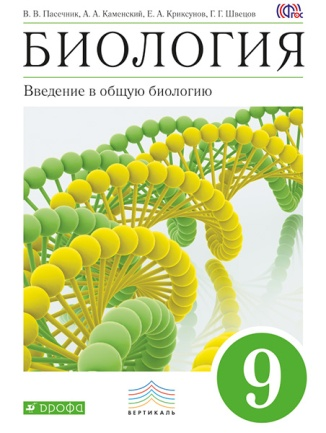 В. В. Пасечник, А. А. Каменский, Е. А. Криксунов, Г. Г. Швецов
ФГОС
БИОЛОГИЯ
Введение в общую биологию
9
дрофа
ВЕРТИКАЛЬ